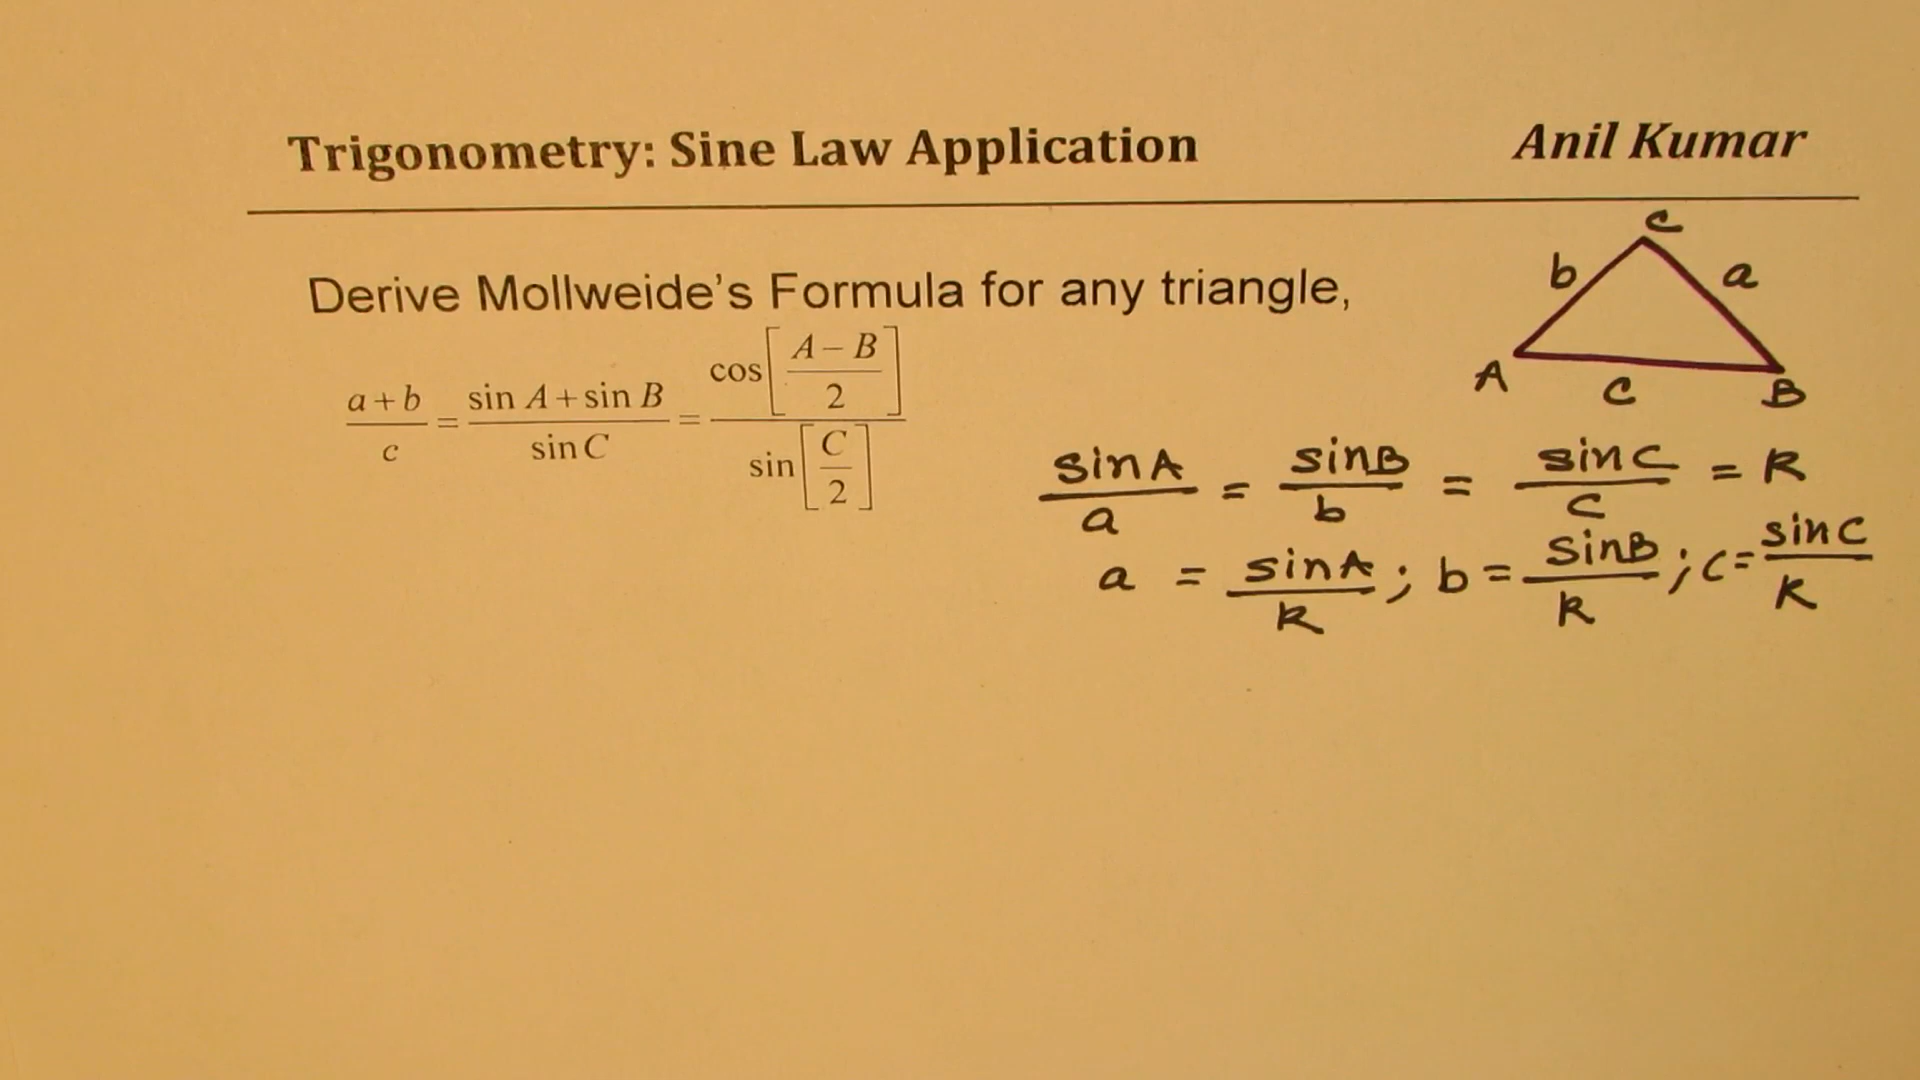 Trigonometry: Sine Law Application Anil Kumar
Derive Mollweide's Formula for any triangle,
(a + b)/c = (sin A + sin B)/(sin C) = cos[(A − B)/2]/sin[C/2]
C
b a
A c B
sinA/a = sinB/b = sinC/c = k
a = sinA/k ; b = sinB/k ; c = sinC/k